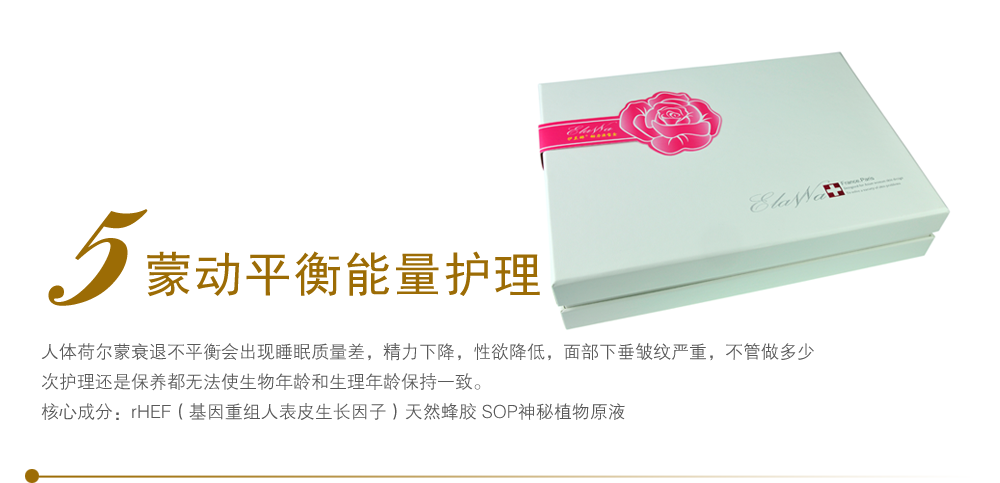 ElaWa
ElaWa
France.Paris
5 蒙动平衡能量护理
人体荷尔蒙衰退不平衡会出现睡眠质量差，精力下降，性欲降低，面部下垂皱纹严重，不管做多少
次护理还是保养都无法使生物年龄和生理年龄保持一致。
核心成分：rHEF（基因重组人表皮生长因子）天然蜂胶 SOP神秘植物原液